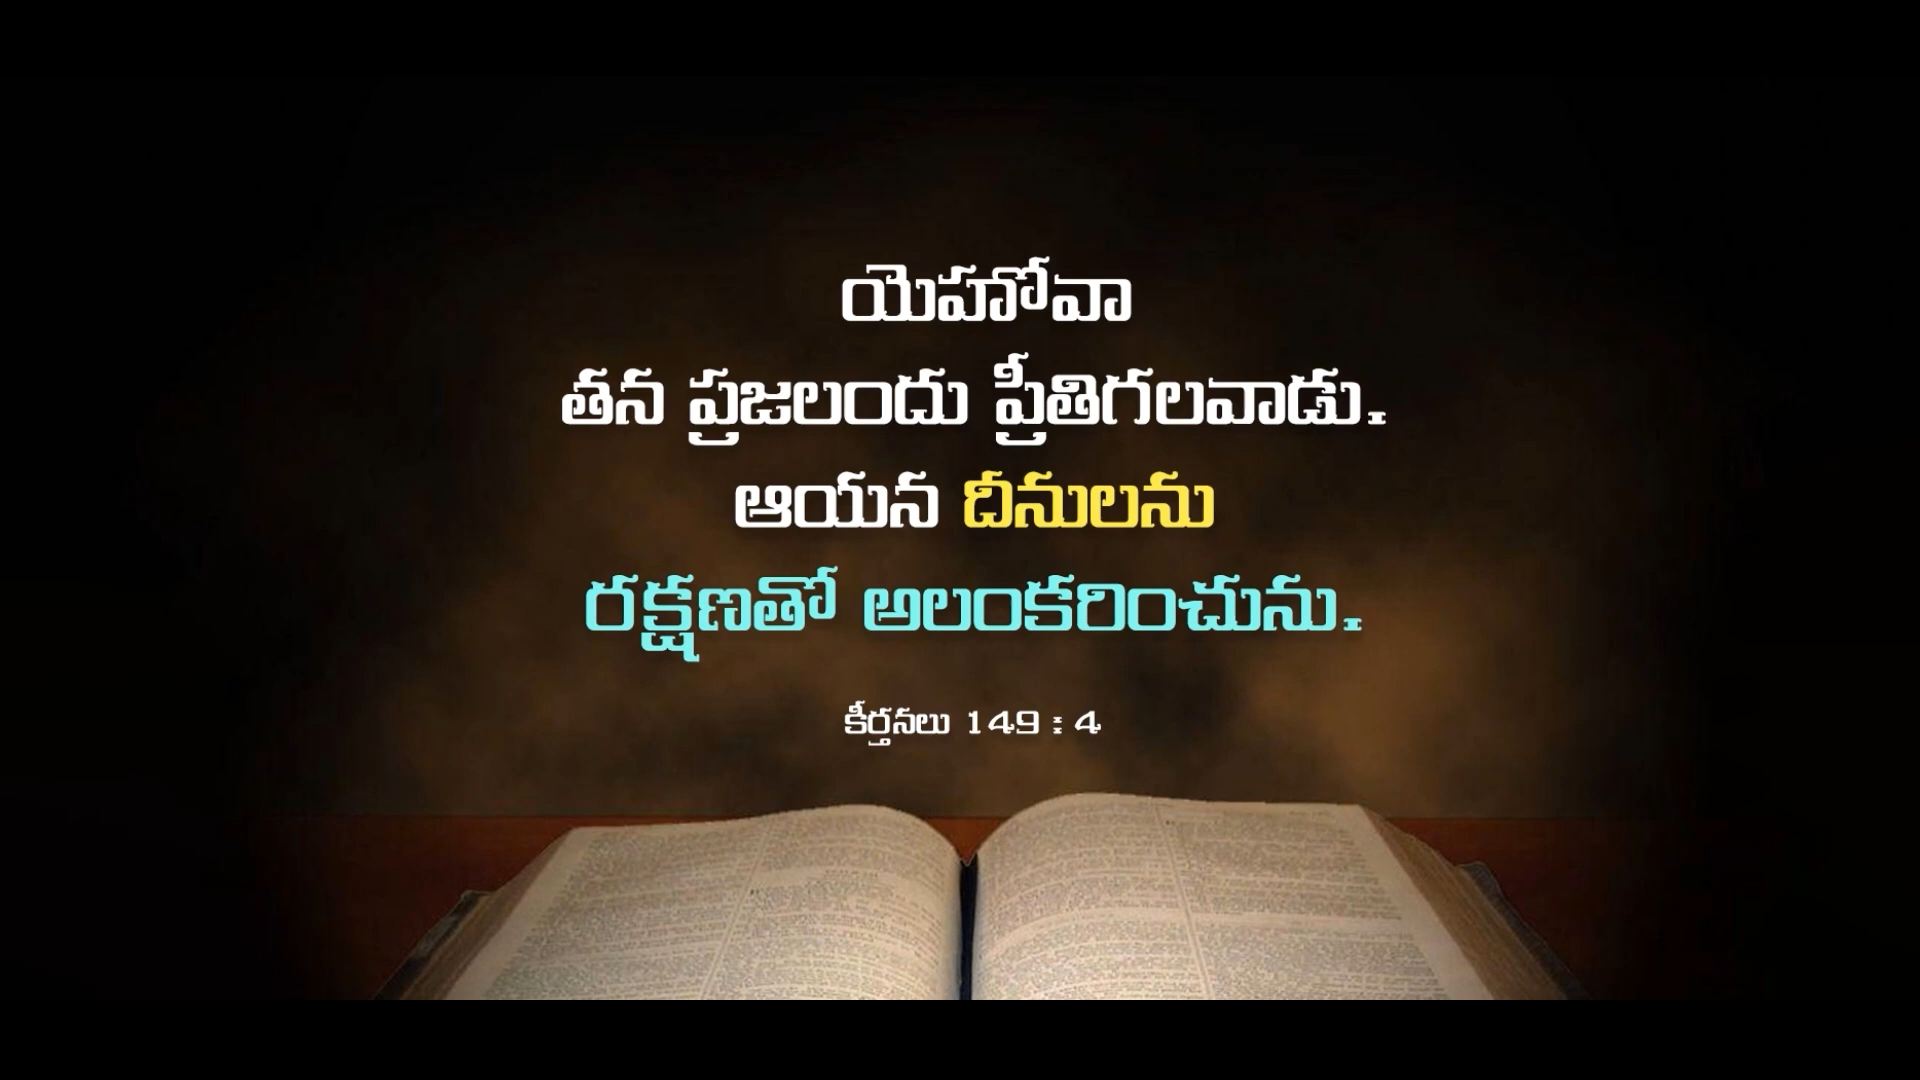 యెహోవా
తన ప్రజలందు ప్రీతిగలవాడు.
ఆయన దీనులను
రక్షణతో అలంకరించును.
కీర్తనలు 149 : 4